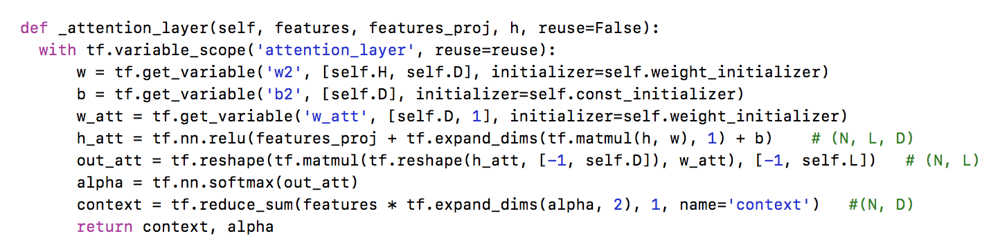 def _attention_layer(self, features, features_proj, h, reuse=False):
  with tf.variable_scope('attention_layer', reuse=reuse):
      w = tf.get_variable('w2', [self.H, self.D], initializer=self.weight_initializer)
      b = tf.get_variable('b2', [self.D], initializer=self.const_initializer)
      w_att = tf.get_variable('w_att', [self.D, 1], initializer=self.weight_initializer)
      h_att = tf.nn.relu(features_proj + tf.expand_dims(tf.matmul(h, w), 1) + b)    # (N, L, D)
      out_att = tf.reshape(tf.matmul(tf.reshape(h_att, [-1, self.D]), w_att), [-1, self.L])   # (N, L)
      alpha = tf.nn.softmax(out_att)
      context = tf.reduce_sum(features * tf.expand_dims(alpha, 2), 1, name='context')   #(N, D)
      return context, alpha